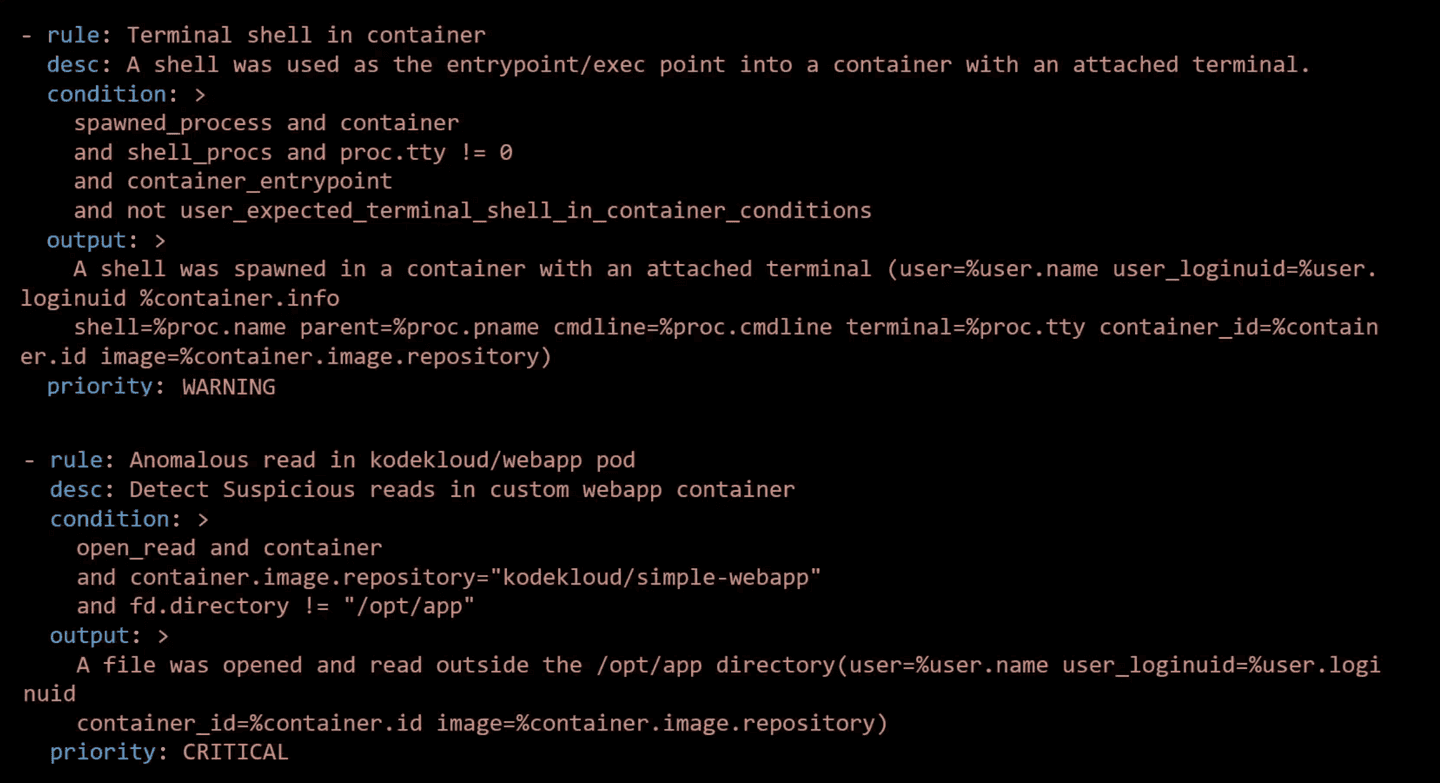 - rule: Terminal shell in container
  desc: A shell was used as the entrypoint/exec point into a container with an attached terminal.
  condition: >
    spawned_process and container
    and shell_procs and proc.tty != 0
    and container_entrypoint
    and not user_expected_terminal_shell_in_container_conditions
  output: >
    A shell was spawned in a container with an attached terminal (user=%user.name user_loginuid=%user.
loginuid %container.info
    shell=%proc.name parent=%proc.pname cmdline=%proc.cmdline terminal=%proc.tty container_id=%contain
er.id image=%container.image.repository)
  priority: WARNING
- rule: Anomalous read in kodekloud/webapp pod
  desc: Detect Suspicious reads in custom webapp container
  condition: >
    open_read and container
    and container.image.repository="kodekloud/simple-webapp"
    and fd.directory != "/opt/app"
  output: >
    A file was opened and read outside the /opt/app directory(user=%user.name user_loginuid=%user.logi
nuid
    container_id=%container.id image=%container.image.repository)
  priority: CRITICAL